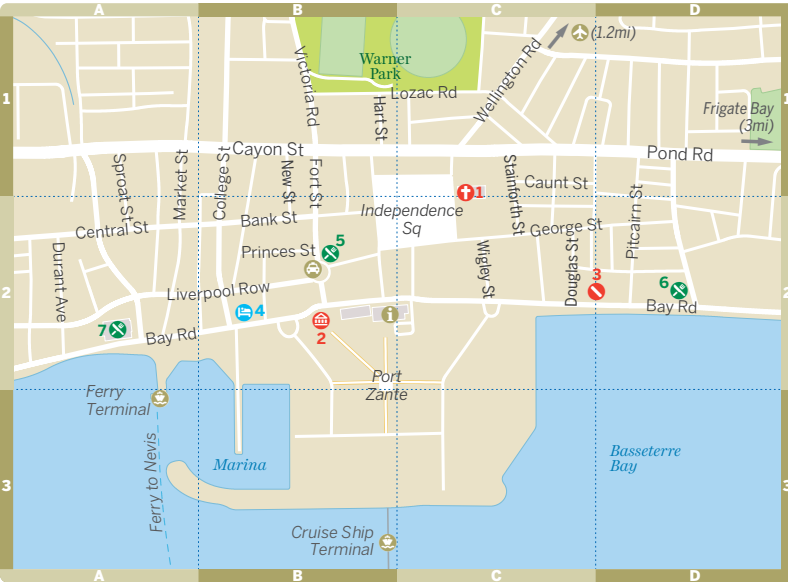 A
B
C
D
(1.2mi)
Warner
Park
Victoria Rd
Wellington Rd
Lozac Rd
Hart St
1
1
Frigate Bay
(3mi)
Cayon St
Pond Rd
Sproat St
Market St
College St
New St
Fort St
Stainforth St
Caunt St
1
Pitcairn St
Independence
Sq
Bank St
Central St
George St
Princes St
5
Durant Ave
Wigley St
Douglas St
3
6
2
2
Liverpool Row
4
Bay Rd
7
Bay Rd
2
i
Port
Zante
Ferry
Terminal
Ferry to Nevis
Marina
Basseterre
Bay
3
3
Cruise Ship
Terminal
A
B
C
D